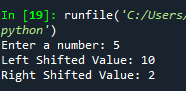 In [19]: runfile('C:/Users/
python')
Enter a number: 5
Left Shifted Value: 10
Right Shifted Value: 2